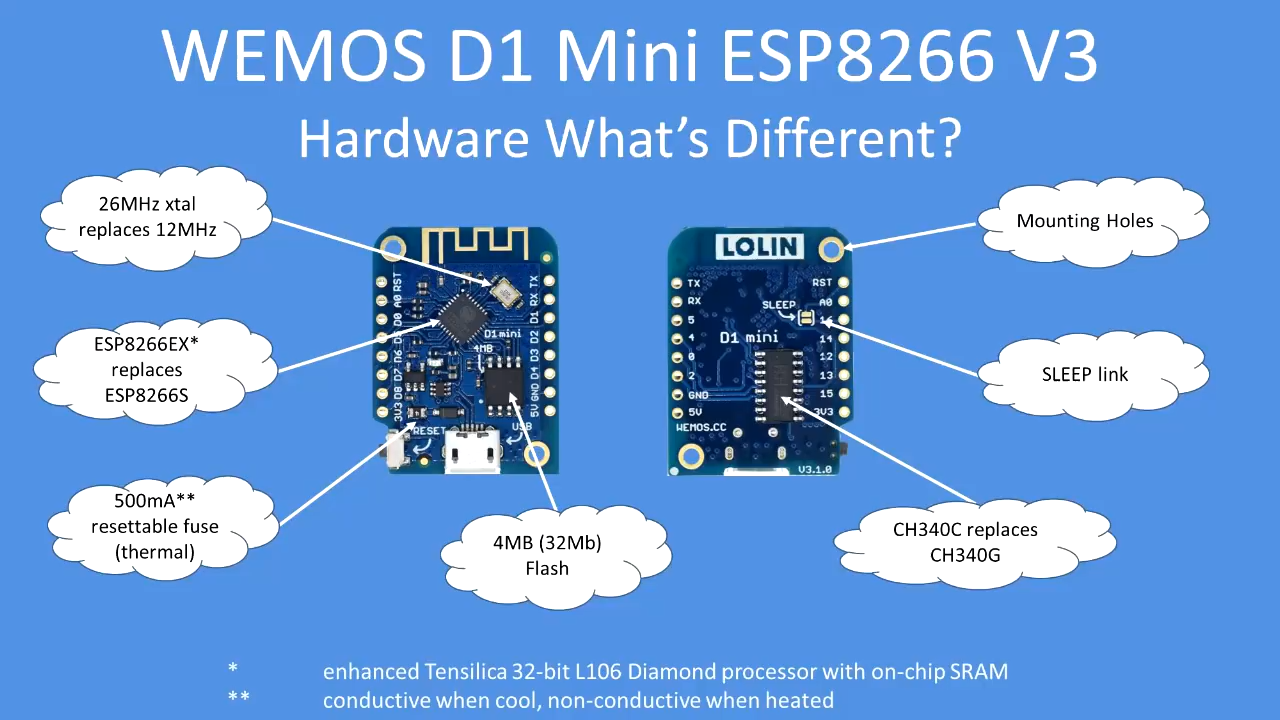 WEMOS D1 Mini ESP8266 V3
Hardware What's Different?
26MHz xtal
replaces 12MHz
Mounting Holes
ESP8266EX*
replaces
ESP8266S
SLEEP link
500mA**
resettable fuse
(thermal)
4MB (32Mb)
Flash
CH340C replaces
CH340G
RST
A0
D0
D6
D7
D8
3V3
TX
RX
D1
D2
D3
D4
GND
5V
D1 mini
4MB
RESET
USB
LOLIN
TX
RX
5
4
0
2
GND
5V
WEMOS.CC
SLEEP
D1 mini
RST
A0
16
14
12
13
15
3V3
V3.1.0
* enhanced Tensilica 32-bit L106 Diamond processor with on-chip SRAM
** conductive when cool, non-conductive when heated